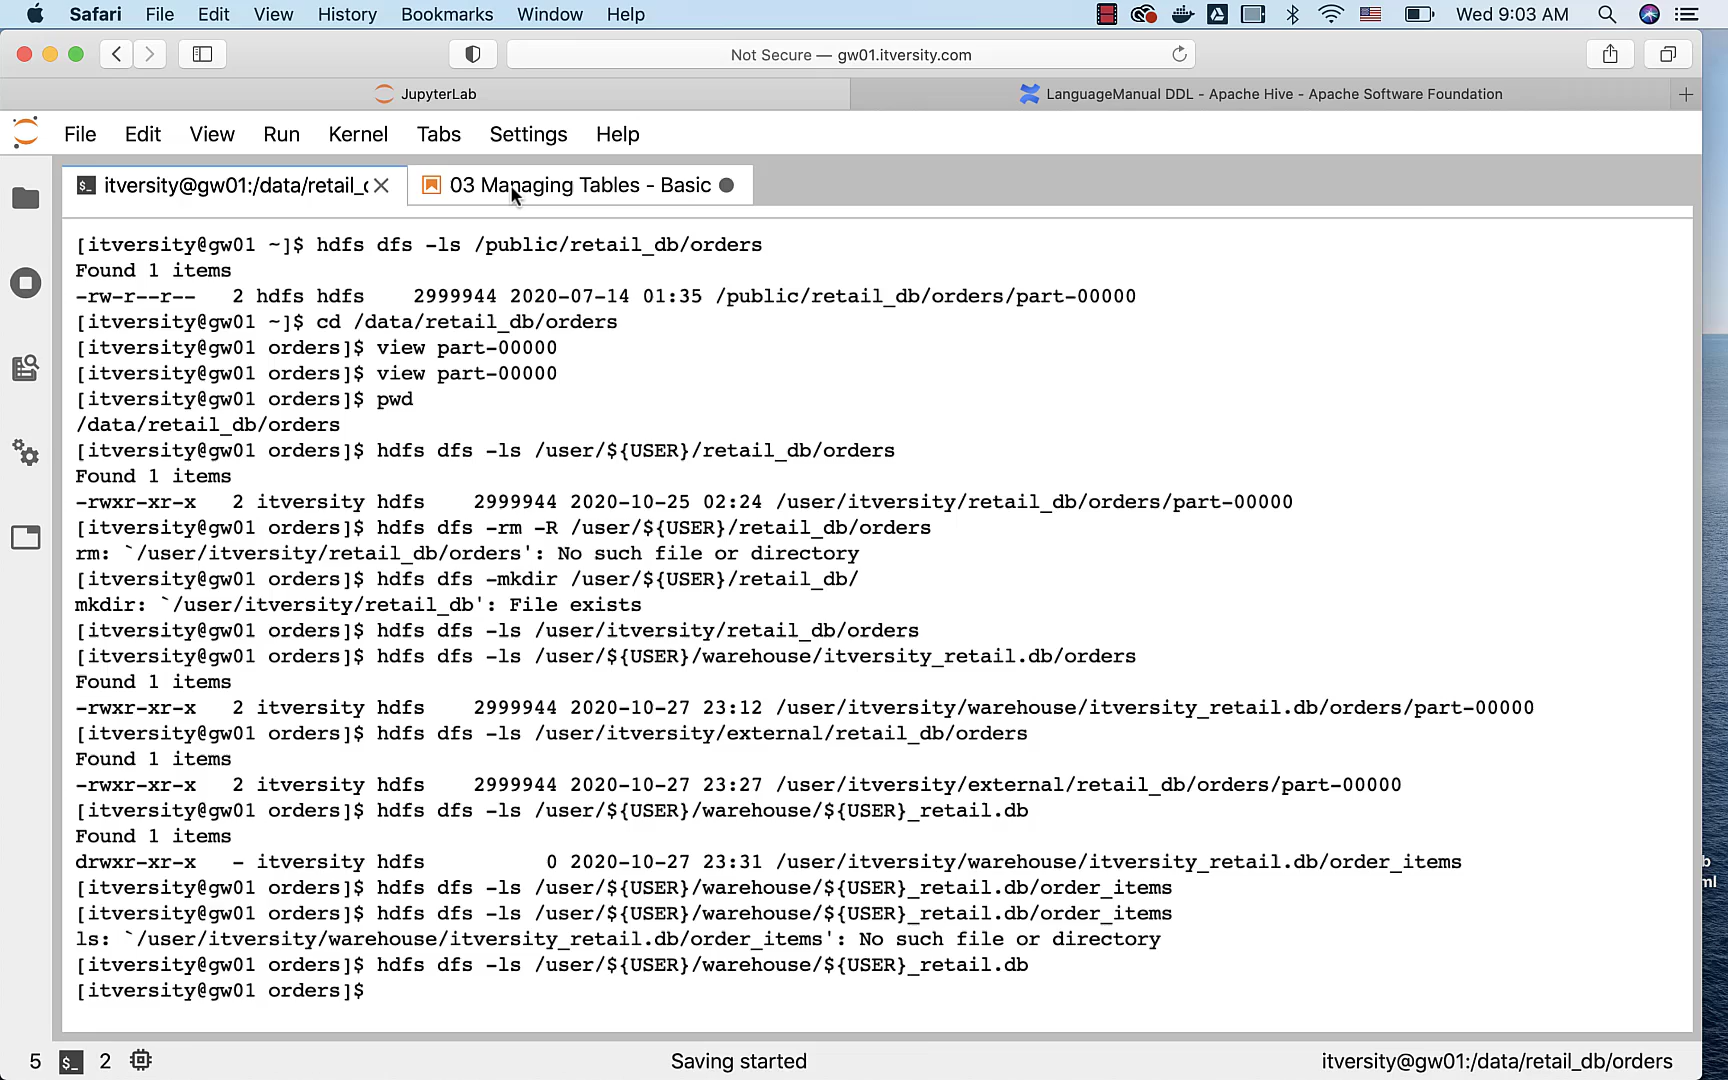 Safari File Edit View History Bookmarks Window Help Wed 9:03 AM
Not Secure — gw01.itversity.com
JupyterLab
LanguageManual DDL - Apache Hive - Apache Software Foundation
File Edit View Run Kernel Tabs Settings Help
itversity@gw01:/data/retail_
03 Managing Tables - Basic
[itversity@gw01 ~]$ hdfs dfs -ls /public/retail_db/orders
Found 1 items
-rw-r--r--   2 hdfs hdfs    2999944 2020-07-14 01:35 /public/retail_db/orders/part-00000
[itversity@gw01 ~]$ cd /data/retail_db/orders
[itversity@gw01 orders]$ view part-00000
[itversity@gw01 orders]$ view part-00000
[itversity@gw01 orders]$ pwd
/data/retail_db/orders
[itversity@gw01 orders]$ hdfs dfs -ls /user/${USER}/retail_db/orders
Found 1 items
-rwxr-xr-x   2 itversity hdfs    2999944 2020-10-25 02:24 /user/itversity/retail_db/orders/part-00000
[itversity@gw01 orders]$ hdfs dfs -rm -R /user/${USER}/retail_db/orders
rm: `/user/itversity/retail_db/orders': No such file or directory
[itversity@gw01 orders]$ hdfs dfs -mkdir /user/${USER}/retail_db/
mkdir: `/user/itversity/retail_db': File exists
[itversity@gw01 orders]$ hdfs dfs -ls /user/itversity/retail_db/orders
[itversity@gw01 orders]$ hdfs dfs -ls /user/${USER}/warehouse/itversity_retail.db/orders
Found 1 items
-rwxr-xr-x   2 itversity hdfs    2999944 2020-10-27 23:12 /user/itversity/warehouse/itversity_retail.db/orders/part-00000
[itversity@gw01 orders]$ hdfs dfs -ls /user/itversity/external/retail_db/orders
Found 1 items
-rwxr-xr-x   2 itversity hdfs    2999944 2020-10-27 23:27 /user/itversity/external/retail_db/orders/part-00000
[itversity@gw01 orders]$ hdfs dfs -ls /user/${USER}/warehouse/${USER}_retail.db
Found 1 items
drwxr-xr-x   - itversity hdfs          0 2020-10-27 23:31 /user/itversity/warehouse/itversity_retail.db/order_items
[itversity@gw01 orders]$ hdfs dfs -ls /user/${USER}/warehouse/${USER}_retail.db/order_items
[itversity@gw01 orders]$ hdfs dfs -ls /user/${USER}/warehouse/${USER}_retail.db/order_items
ls: `/user/itversity/warehouse/itversity_retail.db/order_items': No such file or directory
[itversity@gw01 orders]$ hdfs dfs -ls /user/${USER}/warehouse/${USER}_retail.db
[itversity@gw01 orders]$
5 $_ 2 Saving started itversity@gw01:/data/retail_db/orders